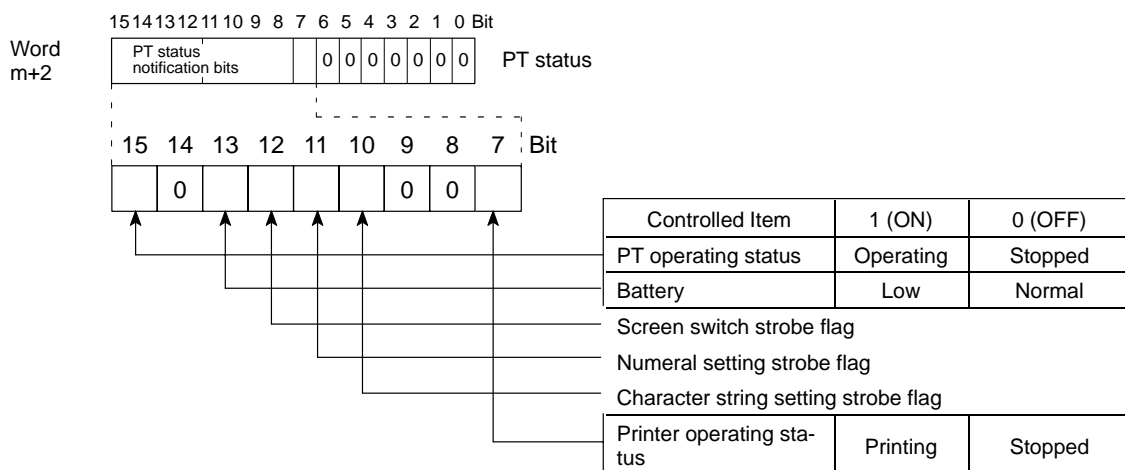 15 14 13 12 11 10 9 8 7 6 5 4 3 2 1 0 Bit
Word
m+2
PT status
notification bits
0 0 0 0 0 0 0
PT status
15 14 13 12 11 10 9 8 7 Bit
0 0 0
Controlled Item 1 (ON) 0 (OFF)
PT operating status Operating Stopped
Battery Low Normal
Screen switch strobe flag
Numeral setting strobe flag
Character string setting strobe flag
Printer operating sta-
tus Printing Stopped